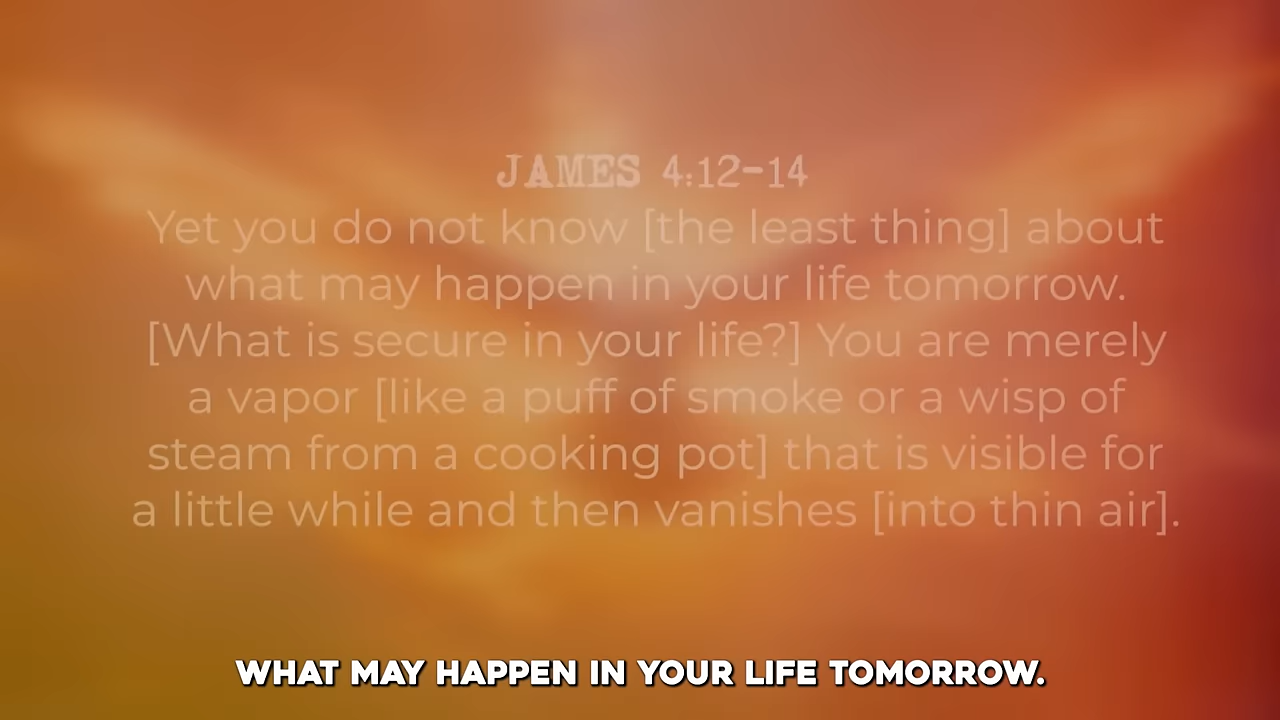 JAMES 4:12-14
Yet you do not know [the least thing] about
what may happen in your life tomorrow.
[What is secure in your life?] You are merely
a vapor [like a puff of smoke or a wisp of
steam from a cooking pot] that is visible for
a little while and then vanishes [into thin air].
WHAT MAY HAPPEN IN YOUR LIFE TOMORROW.